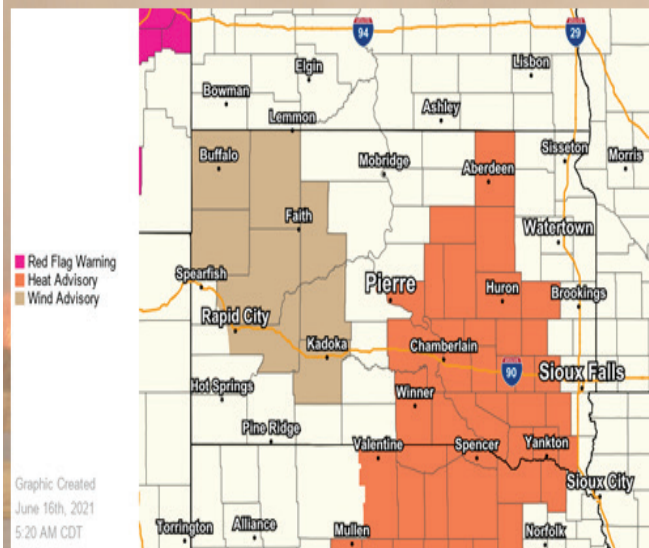 94
29
Elgin
Lisbon
Bowman
Ashley
Lemmon
Buffalo
Mobridge
Aberdeen
Sisseton
Morris
Faith
Watertown
Red Flag Warning
Heat Advisory
Wind Advisory
Spearfish
Pierre
Huron
Brookings
Rapid City
Kadoka
Chamberlain
90
Sioux Falls
Hot Springs
Winner
Pine Ridge
Valentine
Spencer
Yankton
Sioux City
Graphic Created
June 16th, 2021
5:20 AM CDT
Torrington
Alliance
Mullen
Norfolk